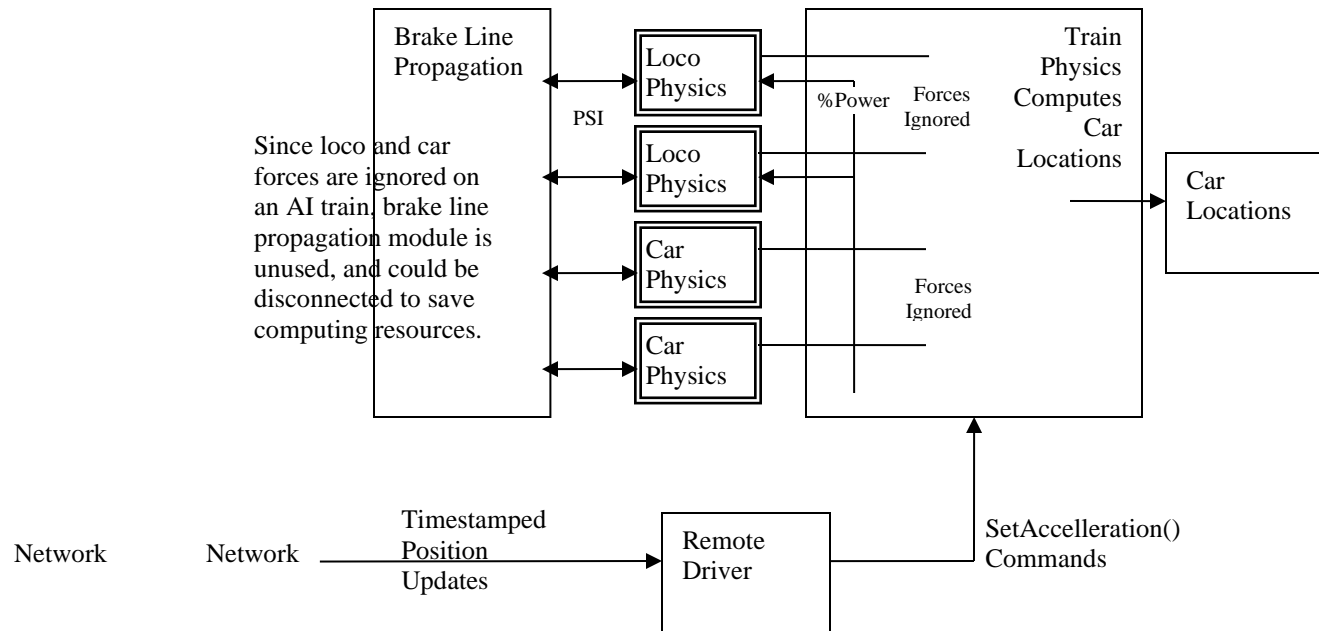 Brake Line
Propagation
Since loco and car
forces are ignored on
an AI train, brake line
propagation module is
unused, and could be
disconnected to save
computing resources.
PSI
Loco
Physics
Loco
Physics
Car
Physics
Car
Physics
%Power
Forces
Ignored
Forces
Ignored
Train
Physics
Computes
Car
Locations
Car
Locations
Network
Network
Timestamped
Position
Updates
Remote
Driver
SetAccelleration()
Commands